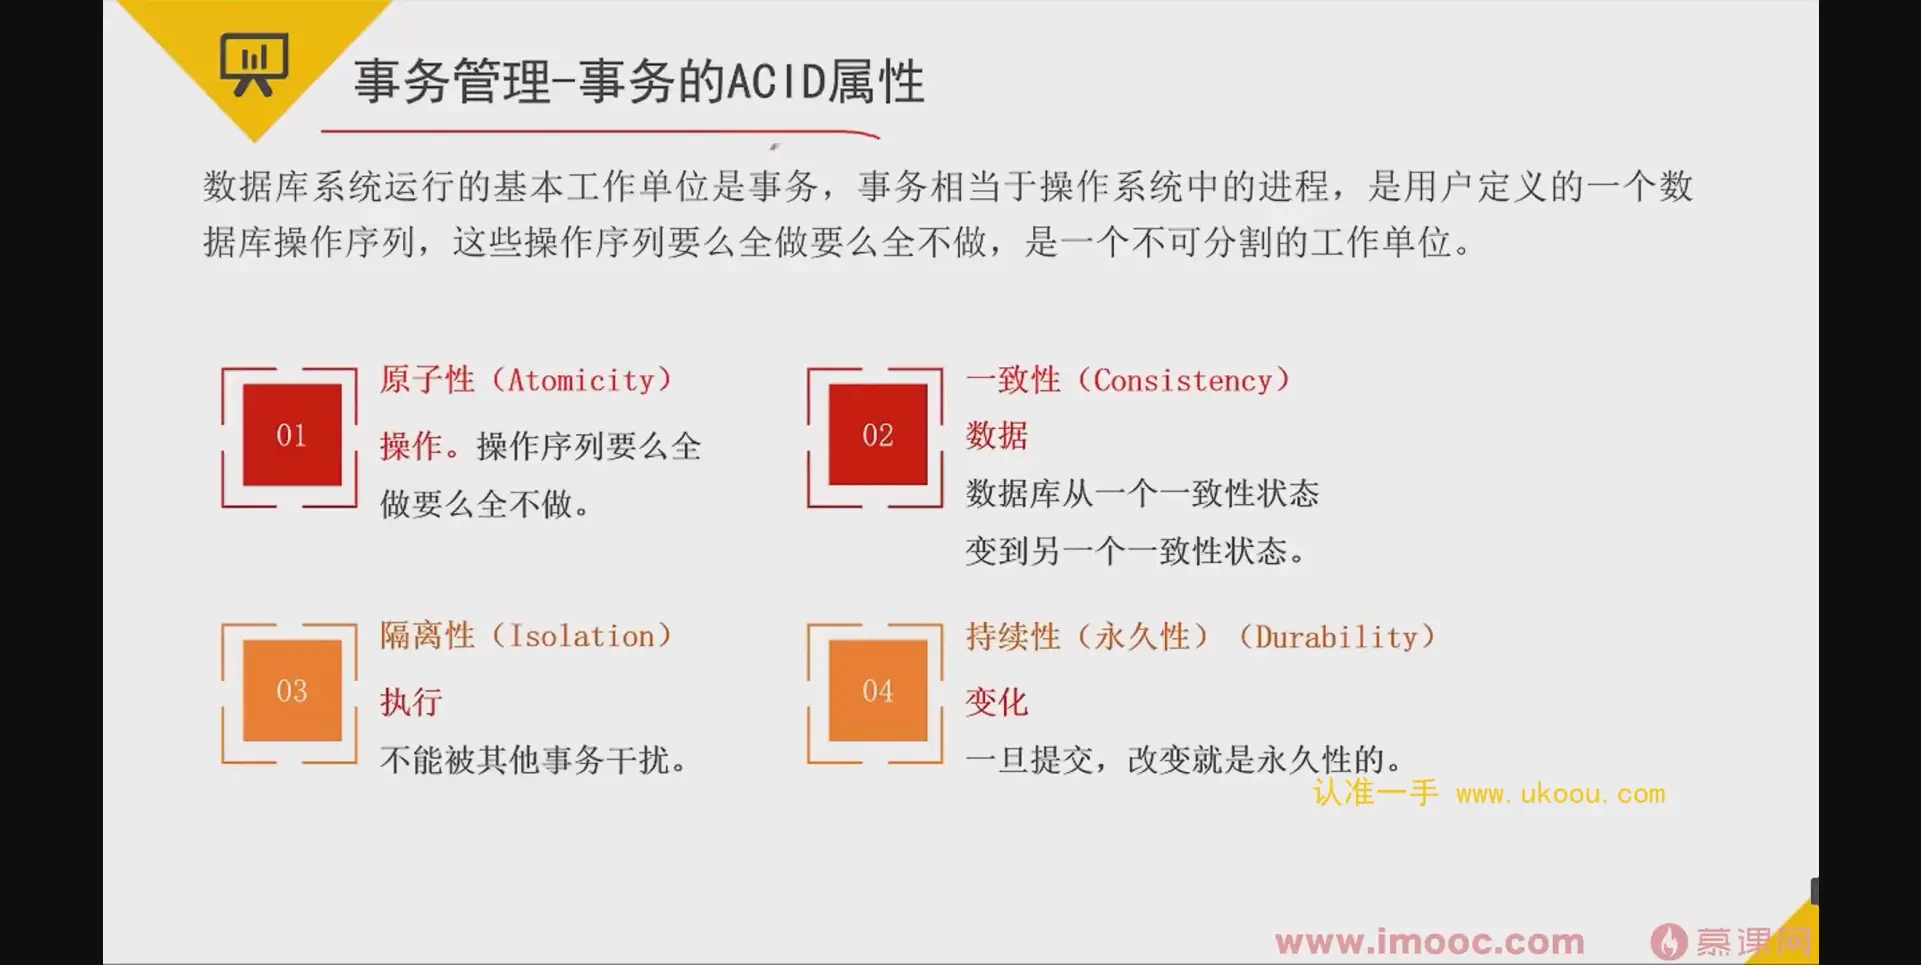 事务管理-事务的ACID属性
数据库系统运行的基本工作单位是事务，事务相当于操作系统中的进程，是用户定义的一个数
据库操作序列，这些操作序列要么全做要么全不做，是一个不可分割的工作单位。
01
原子性（Atomicity）
操作。操作序列要么全
做要么全不做。
02
一致性（Consistency）
数据
数据库从一个一致性状态
变到另一个一致性状态。
03
隔离性（Isolation）
执行
不能被其他事务干扰。
04
持续性（永久性）（Durability）
变化
一旦提交，改变就是永久性的。
认准一手 www.ukoou.com
www.imooc.com
慕课网